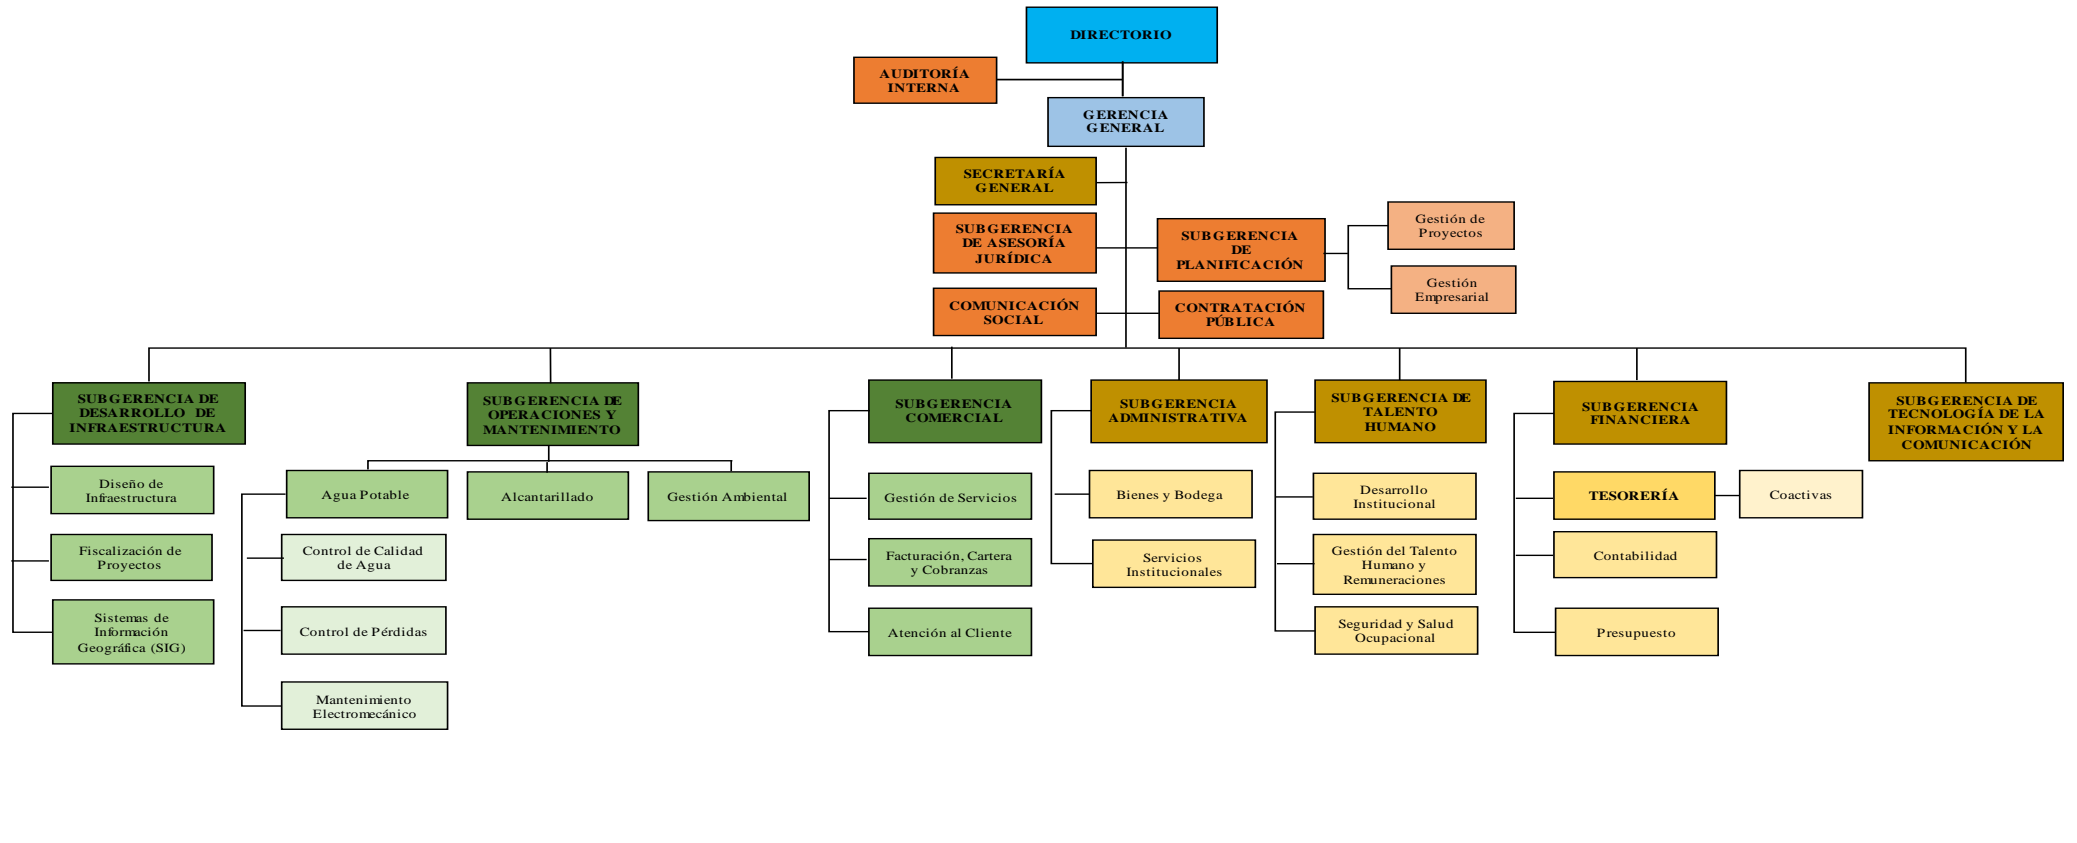 DIRECTORIO
AUDITORÍA
INTERNA
GERENCIA
GENERAL
SECRETARÍA
GENERAL
SUBGERENCIA
DE ASESORÍA
JURÍDICA
SUBGERENCIA
DE
PLANIFICACIÓN
Gestión de
Proyectos
Gestión
Empresarial
COMUNICACIÓN
SOCIAL
CONTRATACIÓN
PÚBLICA
SUBGERENCIA DE
DESARROLLO DE
INFRAESTRUCTURA
SUBGERENCIA DE
OPERACIONES Y
MANTENIMIENTO
SUBGERENCIA
COMERCIAL
SUBGERENCIA
ADMINISTRATIVA
SUBGERENCIA DE
TALENTO
HUMANO
SUBGERENCIA
FINANCIERA
SUBGERENCIA DE
TECNOLOGÍA DE LA
INFORMACIÓN Y LA
COMUNICACIÓN
Diseño de
Infraestructura
Agua Potable
Alcantarillado
Gestión Ambiental
Gestión de Servicios
Bienes y Bodega
Desarrollo
Institucional
TESORERÍA
Coactivas
Fiscalización de
Proyectos
Control de Calidad
de Agua
Facturación, Cartera
y Cobranzas
Servicios
Institucionales
Gestión del Talento
Humano y
Remuneraciones
Contabilidad
Sistemas de
Información
Geográfica (SIG)
Control de Pérdidas
Atención al Cliente
Seguridad y Salud
Ocupacional
Presupuesto
Mantenimiento
Electromecánico